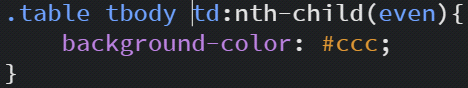 .table tbody td:nth-child(even){
    background-color: #ccc;
}